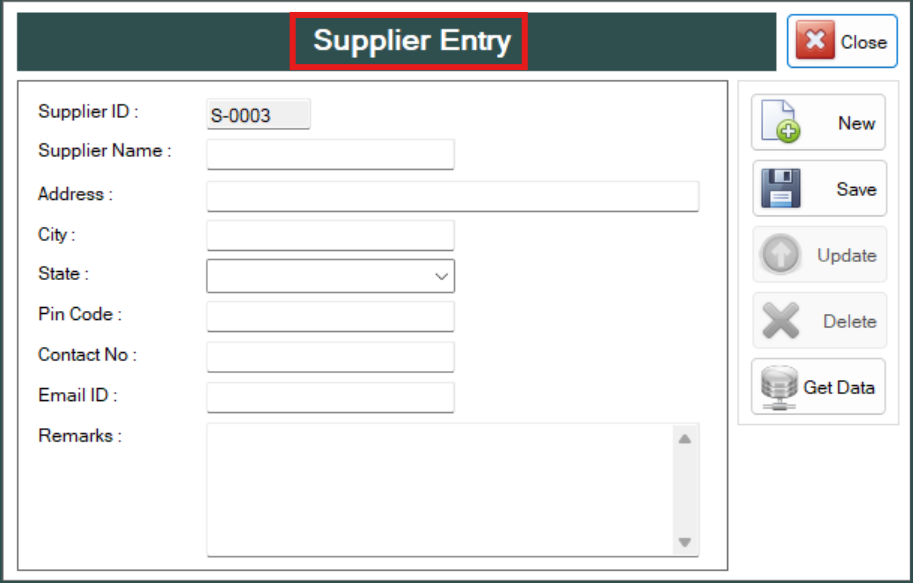 Supplier Entry
Close
Supplier ID :
S-0003
Supplier Name :
Address :
City :
State :
Pin Code :
Contact No :
Email ID :
Remarks :
New
Save
Update
Delete
Get Data